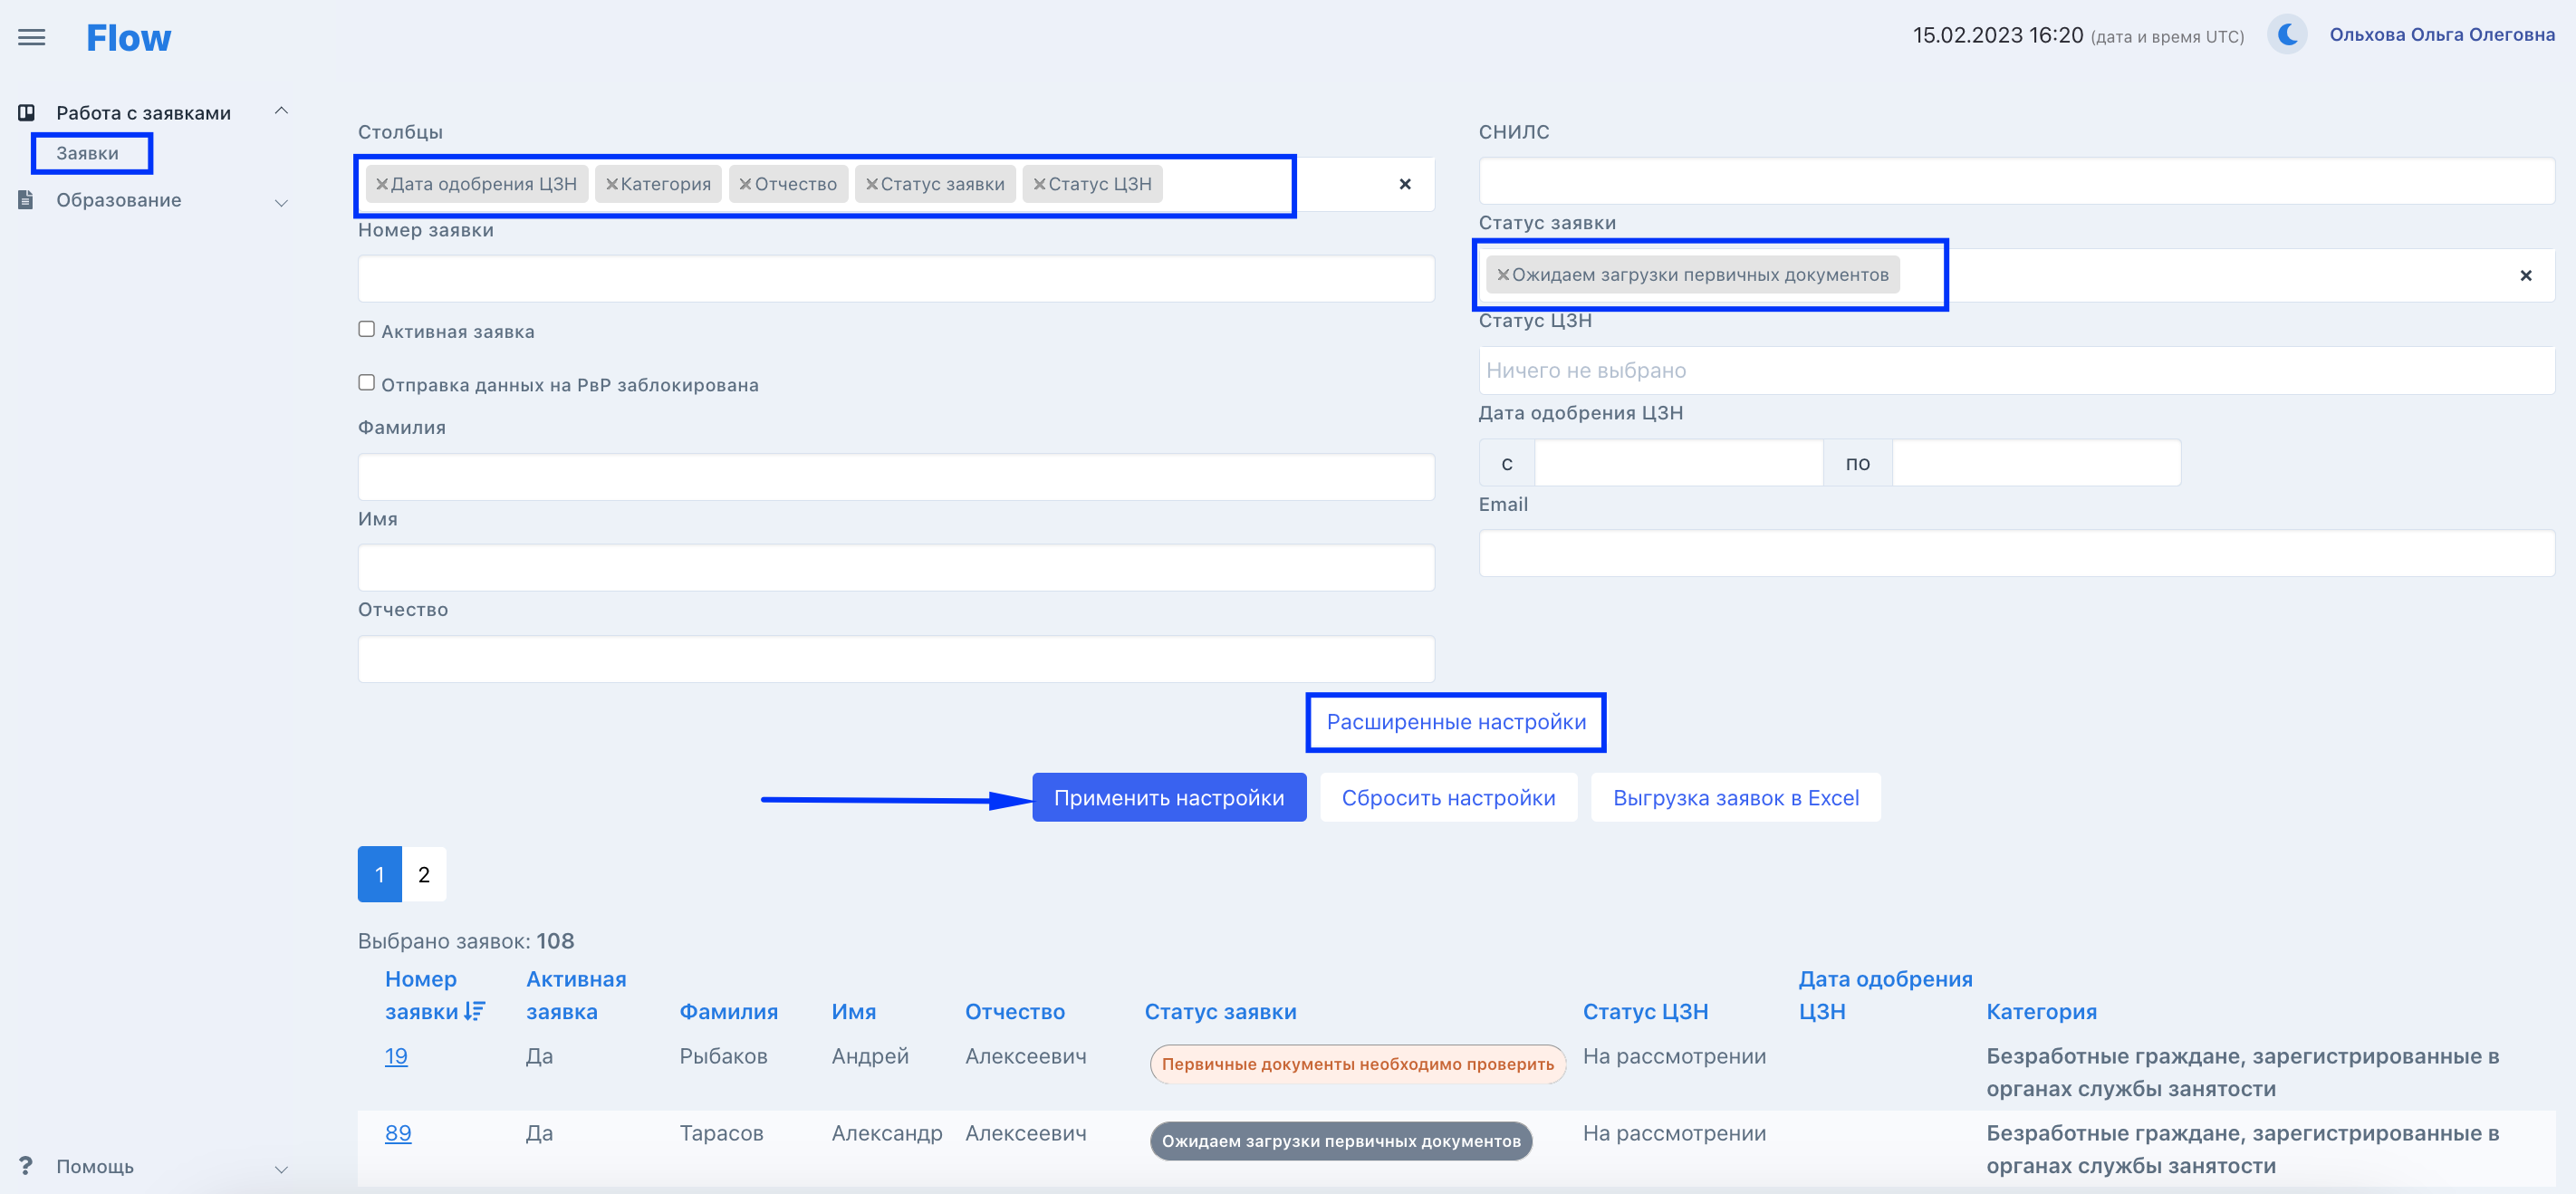 Flow
15.02.2023 16:20 (дата и время UTC)
Ольхова Ольга Олеговна
Работа с заявками
Заявки
Образование
Столбцы
×Дата одобрения ЦЗН ×Категория ×Отчество ×Статус заявки ×Статус ЦЗН ×
Номер заявки
Активная заявка
Отправка данных на РвР заблокирована
Фамилия
Имя
Отчество
СНИЛС
Статус заявки
×Ожидаем загрузки первичных документов ×
Статус ЦЗН
Ничего не выбрано
Дата одобрения ЦЗН
с по
Email
Расширенные настройки
Применить настройки Сбросить настройки Выгрузка заявок в Excel
1 2
Выбрано заявок: 108
Номер заявки Активная заявка Фамилия Имя Отчество Статус заявки Статус ЦЗН Дата одобрения ЦЗН Категория
19 Да Рыбаков Андрей Алексеевич Первичные документы необходимо проверить На рассмотрении Безработные граждане, зарегистрированные в
органах службы занятости
89 Да Тарасов Александр Алексеевич Ожидаем загрузки первичных документов На рассмотрении Безработные граждане, зарегистрированные в
органах службы занятости
? Помощь